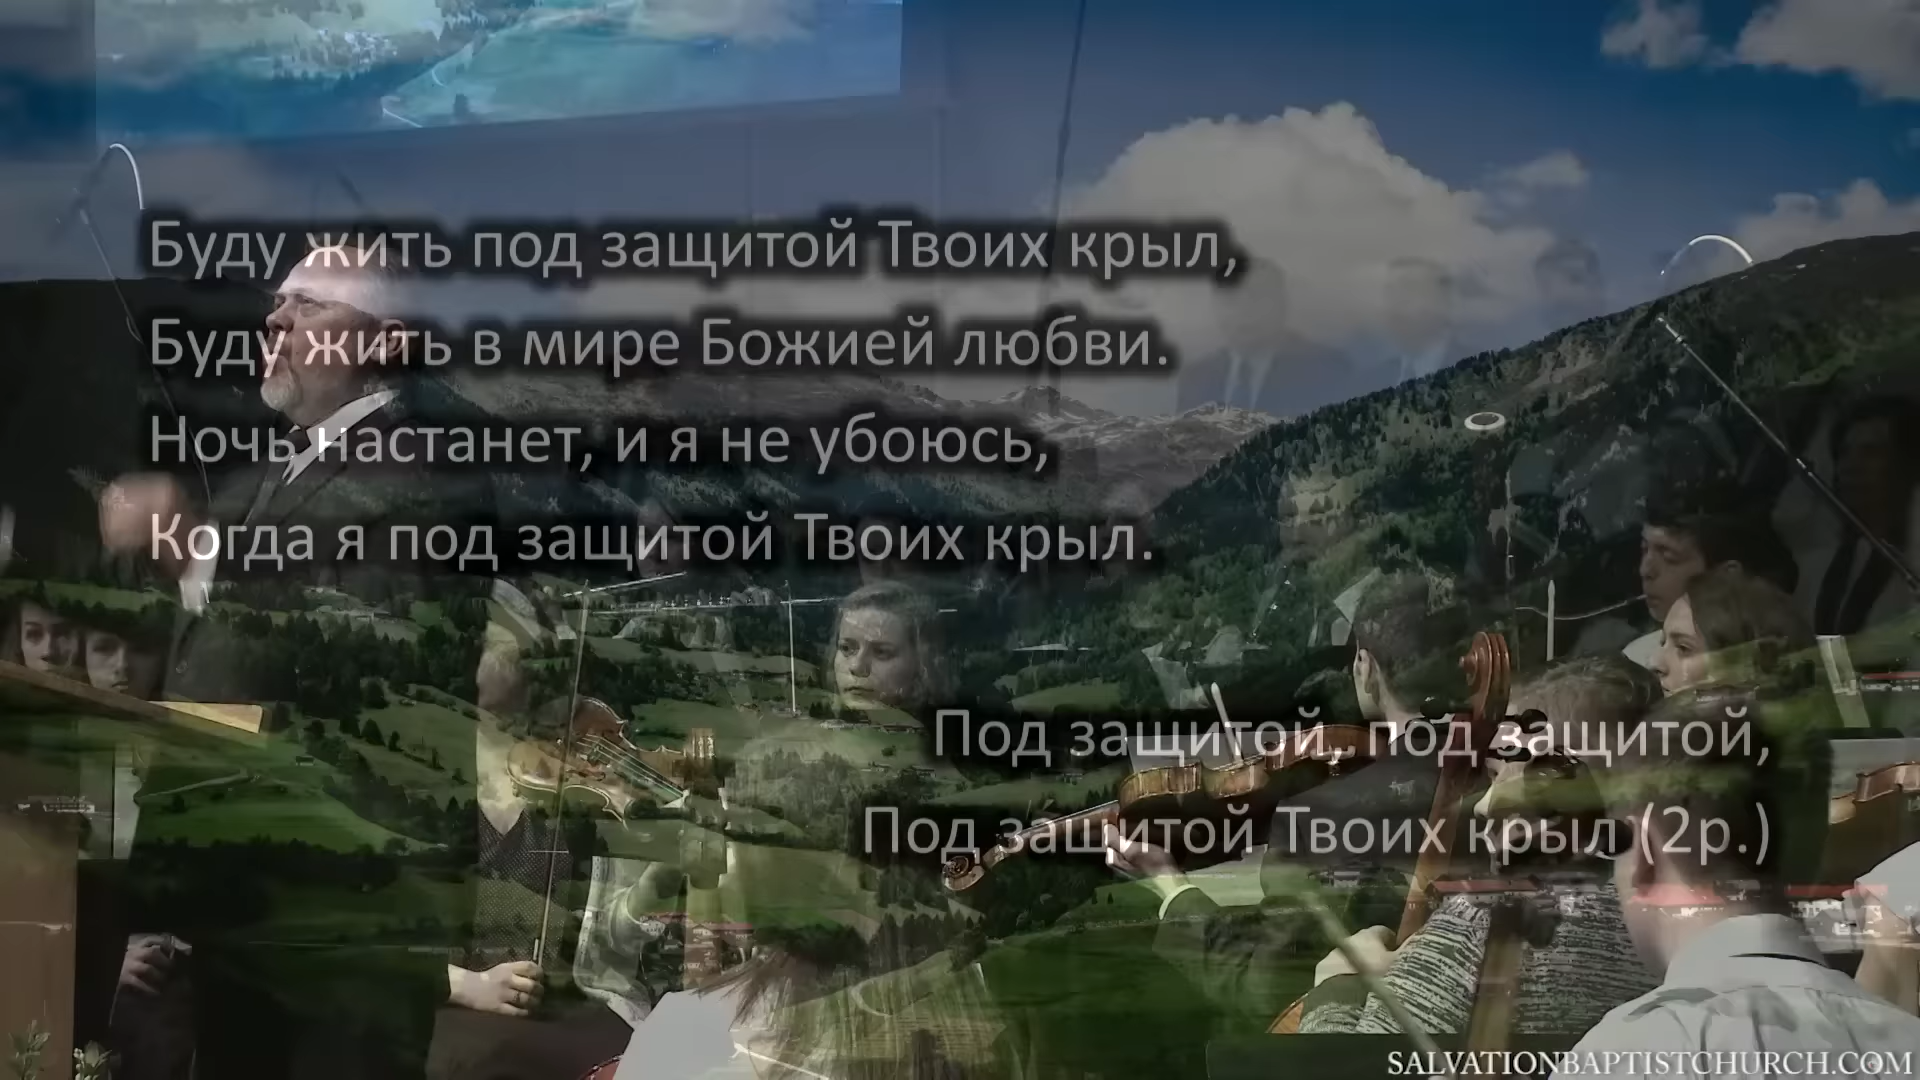 Буду жить под защитой Твоих крыл,
Буду жить в мире Божией любви.
Ночь настанет, и я не убоюсь,
Когда я под защитой Твоих крыл.
Под защитой, под защитой,
Под защитой Твоих крыл (2р.)
SALVATIONBAPTISTCHURCH.COM